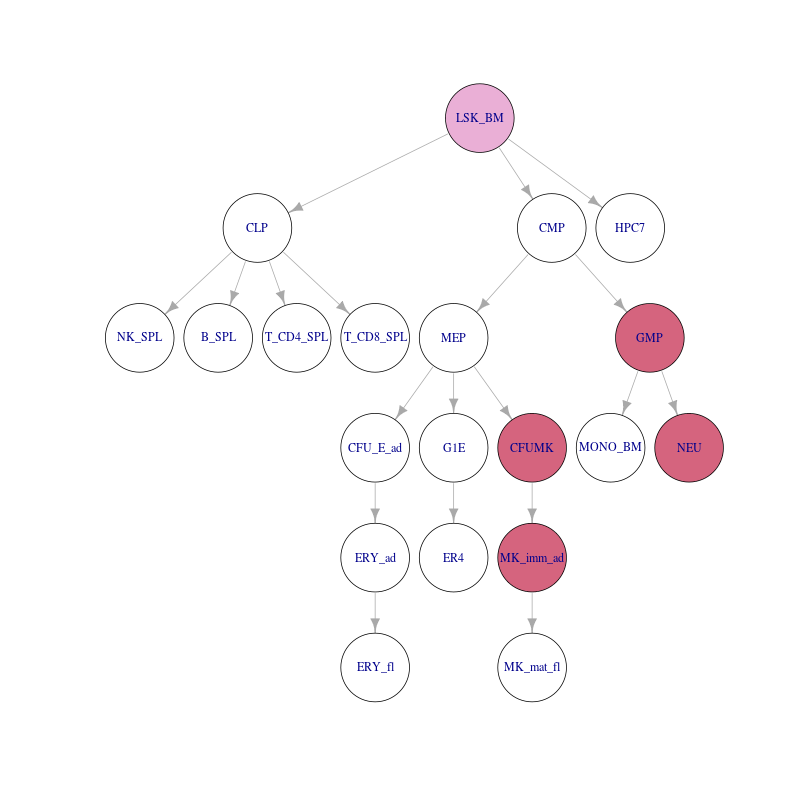 LSK_BM
CLP
CMP
HPC7
NK_SPL
B_SPL
T_CD4_SPL
T_CD8_SPL
MEP
GMP
CFU_E_ad
G1E
CFUMK
MONO_BM
NEU
ERY_ad
ER4
MK_imm_ad
ERY_fl
MK_mat_fl